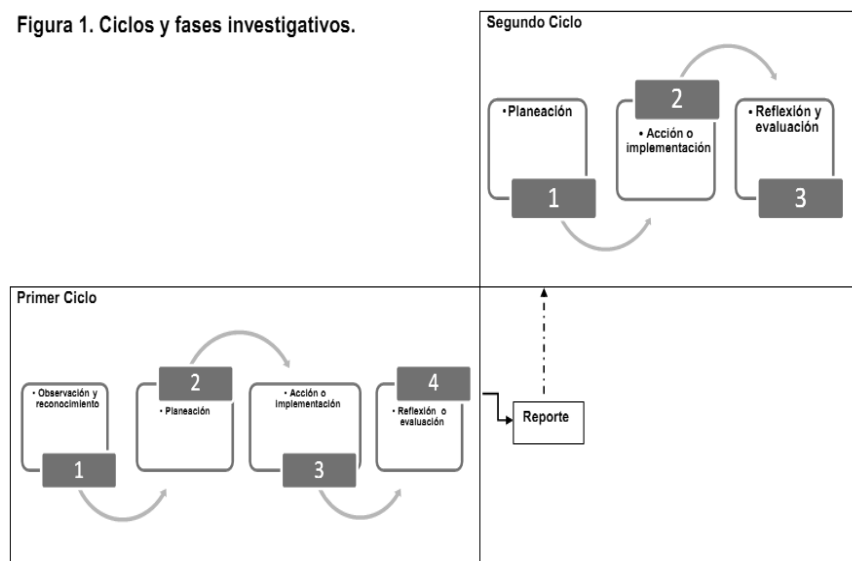 Figura 1. Ciclos y fases investigativos.
Segundo Ciclo
• Planeación
1
2
• Acción o
implementación
• Reflexión y
evaluación
3
Primer Ciclo
• Observación y
reconocimiento
1
2
• Planeación
• Acción o
implementación
3
4
• Reflexión o
evaluación
Reporte